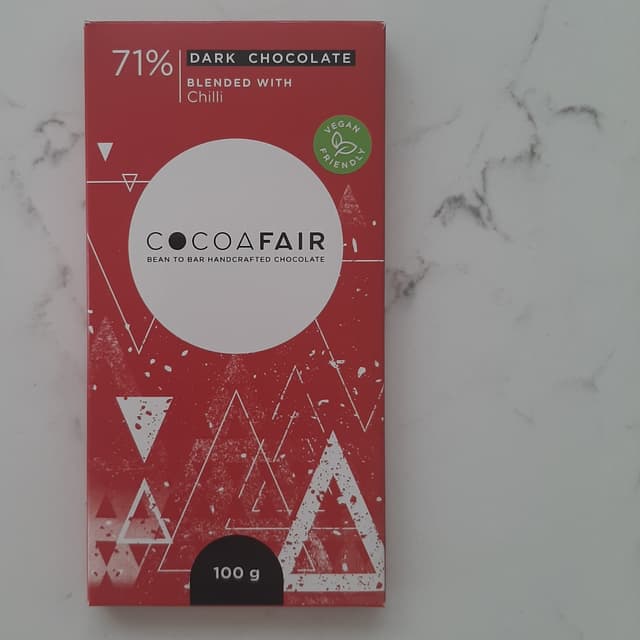 71%
DARK CHOCOLATE
BLENDED WITH
Chilli
VEGAN
FRIENDLY
COCOAFAIR
BEAN TO BAR HANDCRAFTED CHOCOLATE
100 g